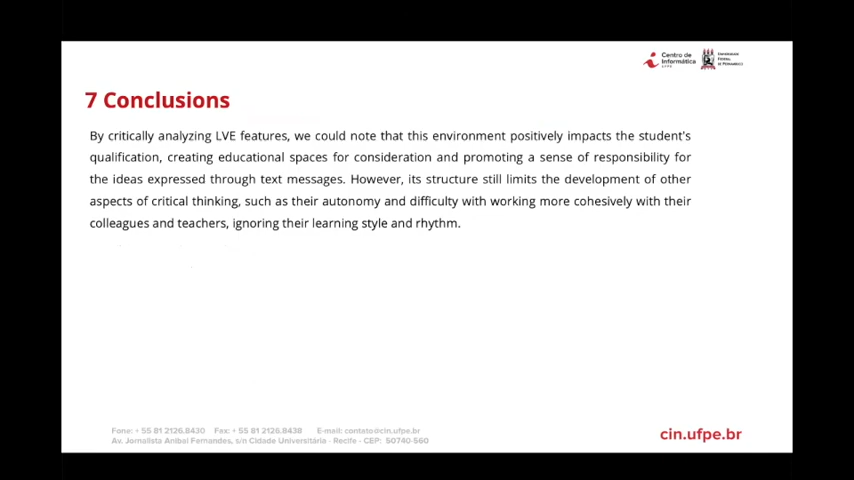 Centro de
Informática
UFPE
UNIVERSIDADE
FEDERAL
DE PERNAMBUCO
7 Conclusions
By critically analyzing LVE features, we could note that this environment positively impacts the student's
qualification, creating educational spaces for consideration and promoting a sense of responsibility for
the ideas expressed through text messages. However, its structure still limits the development of other
aspects of critical thinking, such as their autonomy and difficulty with working more cohesively with their
colleagues and teachers, ignoring their learning style and rhythm.
Fone: + 55 81 2126.8430 Fax: + 55 81 2126.8438 E-mail: contato@cin.ufpe.br
Av. Jornalista Anibal Fernandes, s/n Cidade Universitária - Recife - CEP: 50740-560
cin.ufpe.br